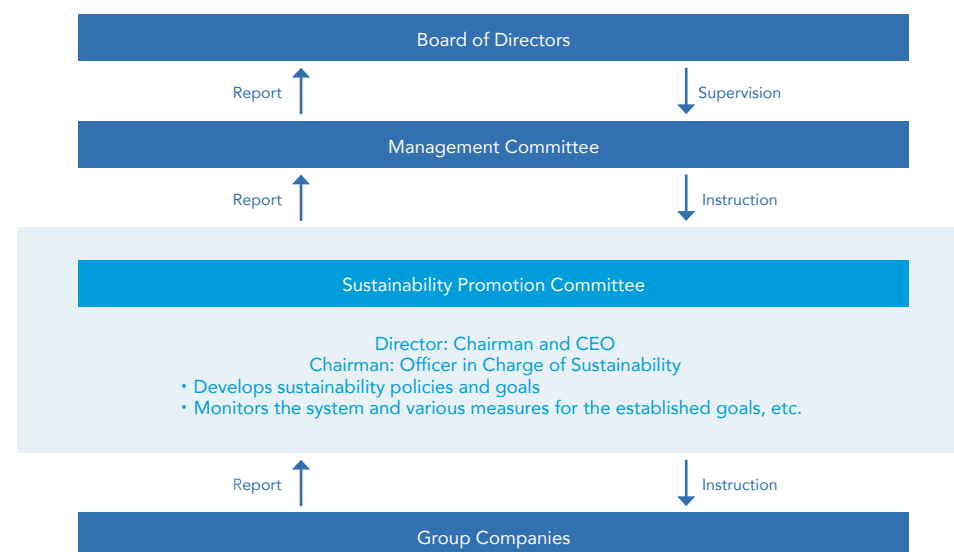 Board of Directors
Report
Supervision
Management Committee
Report
Instruction
Sustainability Promotion Committee
Director: Chairman and CEO
Chairman: Officer in Charge of Sustainability
・Develops sustainability policies and goals
・Monitors the system and various measures for the established goals, etc.
Report
Instruction
Group Companies